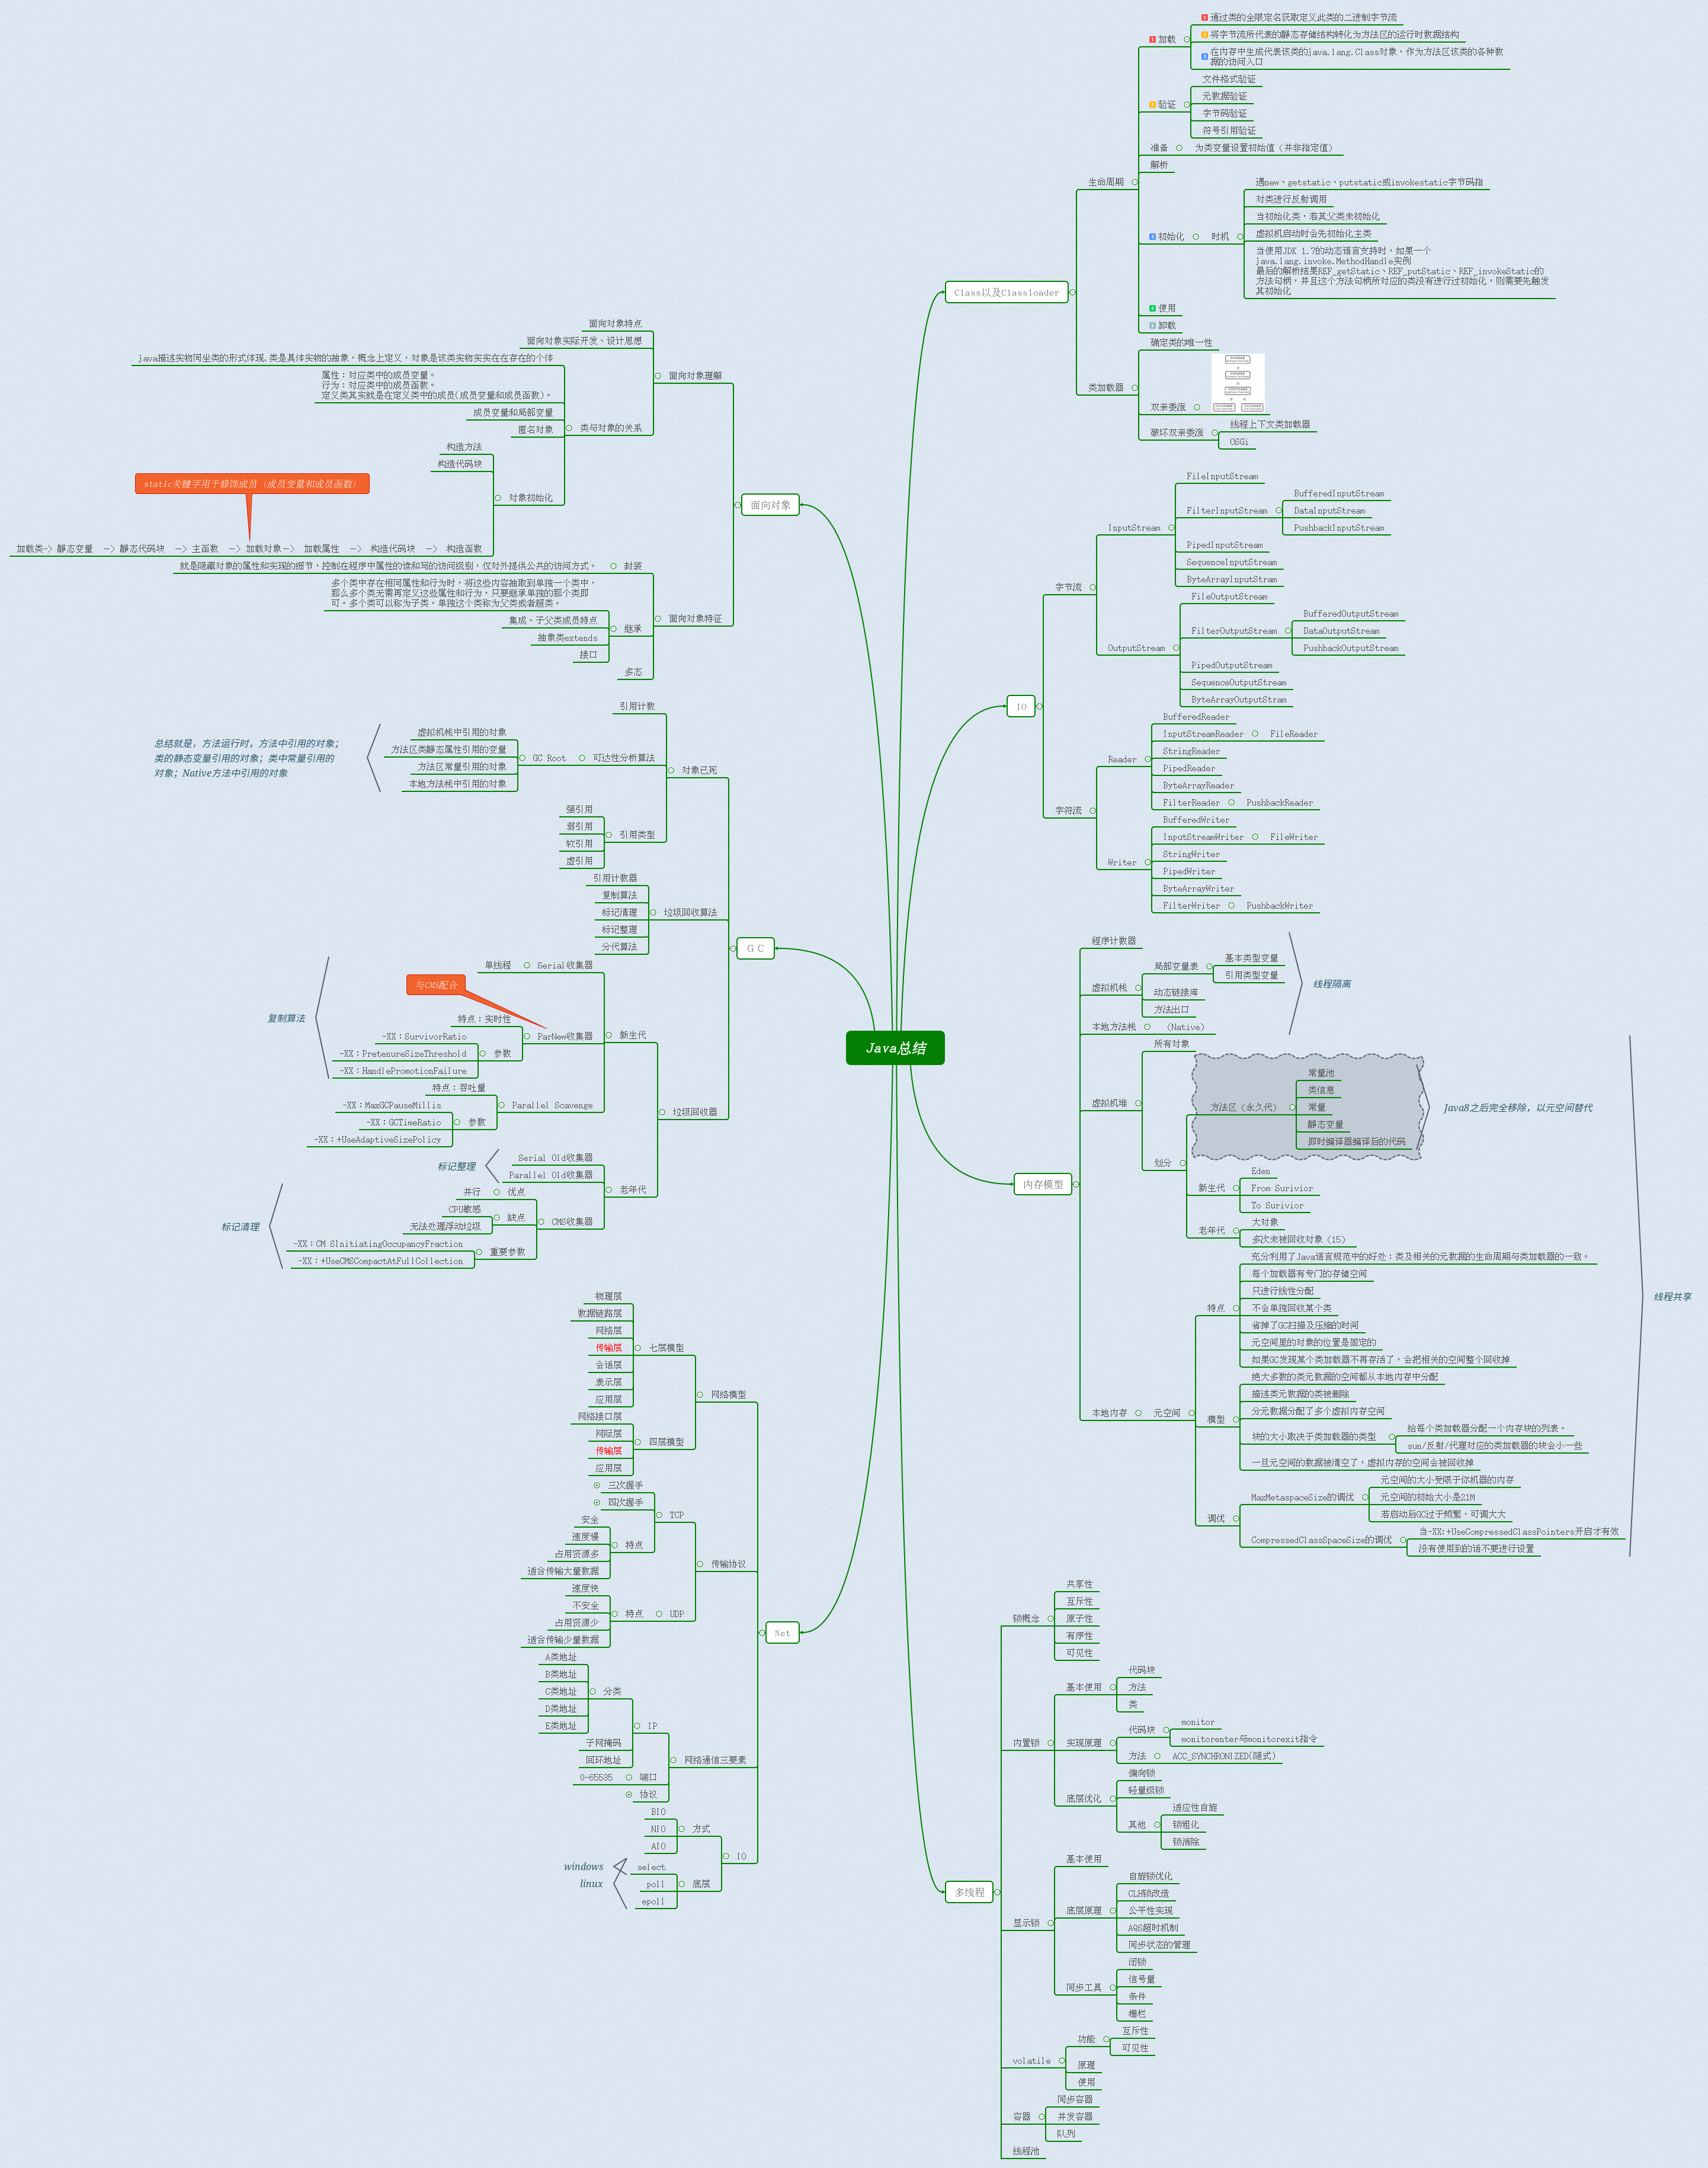 Java总结
Class以及Classloader
生命周期
加载
通过类的全限定名获取定义此类的二进制字节流
将字节流所代表的静态存储结构转化为方法区的运行时数据结构
在内存中生成代表该类的java.lang.Class对象，作为方法区该类的各种数
据的访问入口
验证
文件格式验证
元数据验证
字节码验证
符号引用验证
准备
为类变量设置初始值（并非指定值）
解析
初始化
时机
遇new、getstatic、putstatic或invokestatic字节码指
对类进行反射调用
当初始化类，若其父类未初始化
虚拟机启动时会先初始化主类
当使用JDK 1.7的动态语言支持时，如果一个
java.lang.invoke.MethodHandle实例
最后的解析结果REF_getStatic、REF_putStatic、REF_invokeStatic的
方法句柄，并且这个方法句柄所对应的类没有进行过初始化，则需要先触发
其初始化
使用
卸载
类加载器
确定类的唯一性
双亲委派
破坏双亲委派
线程上下文类加载器
OSGi
IO
字节流
InputStream
FileInputStream
FilterInputStream
BufferedInputStream
DataInputStream
PushbackInputStream
PipedInputStream
SequenceInputStream
ByteArrayInputStram
OutputStream
FileOutputStream
FilterOutputStream
BufferedOutputStream
DataOutputStream
PushbackOutputStream
PipedOutputStream
SequenceOutputStream
ByteArrayOutputStram
字符流
Reader
BufferedReader
InputStreamReader
FileReader
StringReader
PipedReader
ByteArrayReader
FilterReader
PushbackReader
Writer
BufferedWriter
InputStreamWriter
FileWriter
StringWriter
PipedWriter
ByteArrayWriter
FilterWriter
PushbackWriter
内存模型
程序计数器
虚拟机栈
局部变量表
基本类型变量
引用类型变量
动态链接库
方法出口
本地方法栈
（Native）
线程隔离
虚拟机堆
所有对象
划分
方法区（永久代）
常量池
类信息
常量
静态变量
即时编译器编译后的代码
Java8之后完全移除，以元空间替代
新生代
Eden
From Surivior
To Surivior
老年代
大对象
多次未被回收对象（15）
本地内存
元空间
特点
充分利用了Java语言规范中的好处：类及相关的元数据的生命周期与类加载器的一致。
每个加载器有专门的存储空间
只进行线性分配
不会单独回收某个类
省掉了GC扫描及压缩的时间
元空间里的对象的位置是固定的
如果GC发现某个类加载器不再存活了，会把相关的空间整个回收掉
模型
绝大多数的类元数据的空间都从本地内存中分配
描述类元数据的类被删除
分元数据分配了多个虚拟内存空间
块的大小取决于类加载器的类型
给每个类加载器分配一个内存块的列表。
sun/反射/代理对应的类加载器的块会小一些
一旦元空间的数据被清空了，虚拟内存的空间会被回收掉
调优
MaxMetaspaceSize的调优
元空间的大小受限于你机器的内存
元空间的初始大小是21M
若启动后GC过于频繁，可调大大
CompressedClassSpaceSize的调优
当-XX:+UseCompressedClassPointers开启才有效
没有使用到的话不要进行设置
线程共享
多线程
锁概念
共享性
互斥性
原子性
有序性
可见性
内置锁
基本使用
代码块
方法
类
实现原理
代码块
monitor
monitorenter与monitorexit指令
方法
ACC_SYNCHRONIZED(隐式)
底层优化
偏向锁
轻量级锁
其他
适应性自旋
锁粗化
锁消除
显示锁
基本使用
底层原理
自旋锁优化
CLH锁改造
公平性实现
AQS超时机制
同步状态的管理
同步工具
闭锁
信号量
条件
栅栏
volatile
功能
互斥性
可见性
原理
使用
容器
同步容器
并发容器
队列
线程池
面向对象
面向对象理解
面向对象特点
面向对象实际开发、设计思想
类与对象的关系
java描述实物同坐类的形式体现,类是具体实物的抽象，概念上定义，对象是该类实物实实在在存在的个体
属性：对应类中的成员变量。
行为：对应类中的成员函数。
定义类其实就是在定义类中的成员(成员变量和成员函数)。
成员变量和局部变量
匿名对象
对象初始化
构造方法
构造代码块
static关键字用于修饰成员（成员变量和成员函数）
加载类-> 静态变量 —> 静态代码块 —> 主函数 —> 加载对象—> 加载属性 —> 构造代码块 —> 构造函数
面向对象特征
封装
就是隐藏对象的属性和实现的细节，控制在程序中属性的读和写的访问级别，仅对外提供公共的访问方式。
继承
多个类中存在相同属性和行为时，将这些内容抽取到单独一个类中，
那么多个类无需再定义这些属性和行为，只要继承单独的那个类即
可。多个类可以称为子类，单独这个类称为父类或者超类。
集成、子父类成员特点
抽象类extends
接口
多态
G C
对象已死
引用计数
可达性分析算法
GC Root
虚拟机栈中引用的对象
方法区类静态属性引用的变量
方法区常量引用的对象
本地方法栈中引用的对象
总结就是，方法运行时，方法中引用的对象；
类的静态变量引用的对象；类中常量引用的
对象；Native方法中引用的对象
引用类型
强引用
弱引用
软引用
虚引用
垃圾回收算法
引用计数器
复制算法
标记清理
标记整理
分代算法
垃圾回收器
新生代
Serial收集器
单线程
ParNew收集器
与CMS配合
特点：实时性
参数
-XX：SurvivorRatio
-XX：PretenureSizeThreshold
-XX：HandlePromotionFailure
复制算法
Parallel Scavenge
特点：吞吐量
参数
-XX：MaxGCPauseMillis
-XX：GCTimeRatio
-XX：+UseAdaptiveSizePolicy
老年代
Serial Old收集器
Parallel Old收集器
标记整理
CMS收集器
优点
并行
缺点
CPU敏感
无法处理浮动垃圾
重要参数
-XX：CM SInitiatingOccupancyFraction
-XX：+UseCMSCompactAtFullCollection
标记清理
Net
网络模型
七层模型
物理层
数据链路层
网络层
传输层
会话层
表示层
应用层
四层模型
网络接口层
网际层
传输层
应用层
传输协议
TCP
三次握手
四次握手
特点
安全
速度慢
占用资源多
适合传输大量数据
UDP
特点
速度快
不安全
占用资源少
适合传输少量数据
网络通信三要素
IP
分类
A类地址
B类地址
C类地址
D类地址
E类地址
子网掩码
回环地址
端口
0-65535
协议
IO
方式
BIO
NIO
AIO
底层
select
poll
epoll
windows
linux